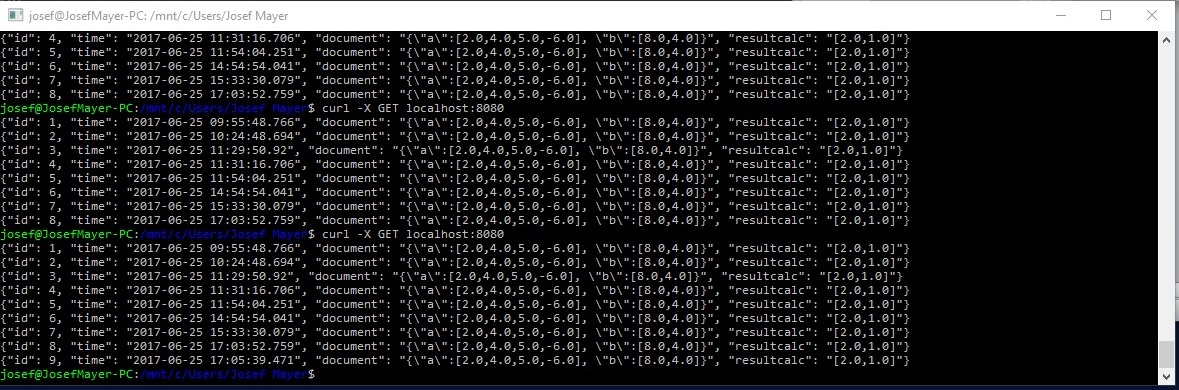 josef@JosefMayer-PC: /mnt/c/Users/Josef Mayer
{"id": 4, "time": "2017-06-25 11:31:16.706", "document": "{\"a\":[2.0,4.0,5.0,-6.0], \"b\":[8.0,4.0]}", "resultcalc": "[2.0,1.0]"}
{"id": 5, "time": "2017-06-25 11:54:04.251", "document": "{\"a\":[2.0,4.0,5.0,-6.0], \"b\":[8.0,4.0]}", "resultcalc": "[2.0,1.0]"}
{"id": 6, "time": "2017-06-25 14:54:54.041", "document": "{\"a\":[2.0,4.0,5.0,-6.0], \"b\":[8.0,4.0]}", "resultcalc": "[2.0,1.0]"}
{"id": 7, "time": "2017-06-25 15:33:30.079", "document": "{\"a\":[2.0,4.0,5.0,-6.0], \"b\":[8.0,4.0]}", "resultcalc": "[2.0,1.0]"}
{"id": 8, "time": "2017-06-25 17:03:52.759", "document": "{\"a\":[2.0,4.0,5.0,-6.0], \"b\":[8.0,4.0]}", "resultcalc": "[2.0,1.0]"}
josef@JosefMayer-PC:/mnt/c/Users/Josef Mayer$ curl -X GET localhost:8080
{"id": 1, "time": "2017-06-25 09:55:48.766", "document": "{\"a\":[2.0,4.0,5.0,-6.0], \"b\":[8.0,4.0]}", "resultcalc": "[2.0,1.0]"}
{"id": 2, "time": "2017-06-25 10:24:48.694", "document": "{\"a\":[2.0,4.0,5.0,-6.0], \"b\":[8.0,4.0]}", "resultcalc": "[2.0,1.0]"}
{"id": 3, "time": "2017-06-25 11:29:50.92", "document": "{\"a\":[2.0,4.0,5.0,-6.0], \"b\":[8.0,4.0]}", "resultcalc": "[2.0,1.0]"}
{"id": 4, "time": "2017-06-25 11:31:16.706", "document": "{\"a\":[2.0,4.0,5.0,-6.0], \"b\":[8.0,4.0]}", "resultcalc": "[2.0,1.0]"}
{"id": 5, "time": "2017-06-25 11:54:04.251", "document": "{\"a\":[2.0,4.0,5.0,-6.0], \"b\":[8.0,4.0]}", "resultcalc": "[2.0,1.0]"}
{"id": 6, "time": "2017-06-25 14:54:54.041", "document": "{\"a\":[2.0,4.0,5.0,-6.0], \"b\":[8.0,4.0]}", "resultcalc": "[2.0,1.0]"}
{"id": 7, "time": "2017-06-25 15:33:30.079", "document": "{\"a\":[2.0,4.0,5.0,-6.0], \"b\":[8.0,4.0]}", "resultcalc": "[2.0,1.0]"}
{"id": 8, "time": "2017-06-25 17:03:52.759", "document": "{\"a\":[2.0,4.0,5.0,-6.0], \"b\":[8.0,4.0]}", "resultcalc": "[2.0,1.0]"}
josef@JosefMayer-PC:/mnt/c/Users/Josef Mayer$ curl -X GET localhost:8080
{"id": 1, "time": "2017-06-25 09:55:48.766", "document": "{\"a\":[2.0,4.0,5.0,-6.0], \"b\":[8.0,4.0]}", "resultcalc": "[2.0,1.0]"}
{"id": 2, "time": "2017-06-25 10:24:48.694", "document": "{\"a\":[2.0,4.0,5.0,-6.0], \"b\":[8.0,4.0]}", "resultcalc": "[2.0,1.0]"}
{"id": 3, "time": "2017-06-25 11:29:50.92", "document": "{\"a\":[2.0,4.0,5.0,-6.0], \"b\":[8.0,4.0]}", "resultcalc": "[2.0,1.0]"}
{"id": 4, "time": "2017-06-25 11:31:16.706", "document": "{\"a\":[2.0,4.0,5.0,-6.0], \"b\":[8.0,4.0]}", "resultcalc": "[2.0,1.0]"}
{"id": 5, "time": "2017-06-25 11:54:04.251", "document": "{\"a\":[2.0,4.0,5.0,-6.0], \"b\":[8.0,4.0]}", "resultcalc": "[2.0,1.0]"}
{"id": 6, "time": "2017-06-25 14:54:54.041", "document": "{\"a\":[2.0,4.0,5.0,-6.0], \"b\":[8.0,4.0]}", "resultcalc": "[2.0,1.0]"}
{"id": 7, "time": "2017-06-25 15:33:30.079", "document": "{\"a\":[2.0,4.0,5.0,-6.0], \"b\":[8.0,4.0]}", "resultcalc": "[2.0,1.0]"}
{"id": 8, "time": "2017-06-25 17:03:52.759", "document": "{\"a\":[2.0,4.0,5.0,-6.0], \"b\":[8.0,4.0]}", "resultcalc": "[2.0,1.0]"}
{"id": 9, "time": "2017-06-25 17:05:39.471", "document": "{\"a\":[2.0,4.0,5.0,-6.0], \"b\":[8.0,4.0]}", "resultcalc": "[2.0,1.0]"}
josef@JosefMayer-PC:/mnt/c/Users/Josef Mayer$